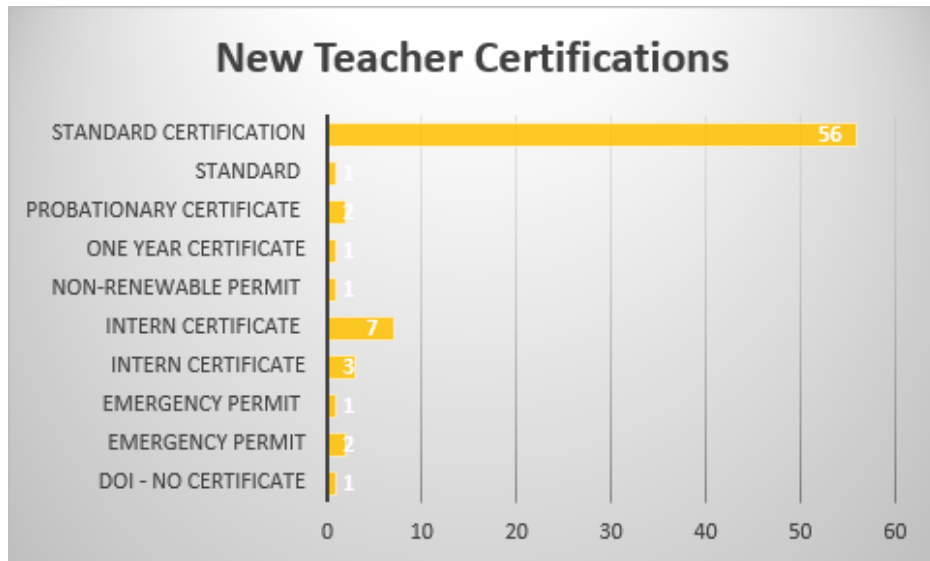 New Teacher Certifications
STANDARD CERTIFICATION 56
STANDARD 1
PROBATIONARY CERTIFICATE 2
ONE YEAR CERTIFICATE 1
NON-RENEWABLE PERMIT 1
INTERN CERTIFICATE 7
INTERN CERTIFICATE 3
EMERGENCY PERMIT 1
EMERGENCY PERMIT 2
DOI - NO CERTIFICATE 1
0 10 20 30 40 50 60